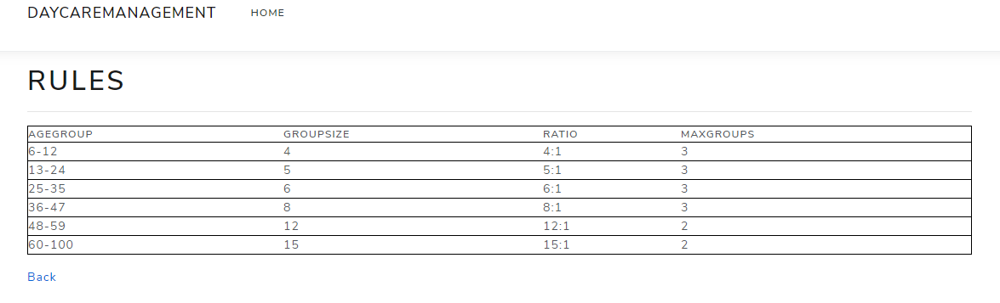 DAYCAREMANAGEMENT HOME
RULES
AGEGROUP GROUPSIZE RATIO MAXGROUPS
6-12 4 4:1 3
13-24 5 5:1 3
25-35 6 6:1 3
36-47 8 8:1 3
48-59 12 12:1 2
60-100 15 15:1 2
Back